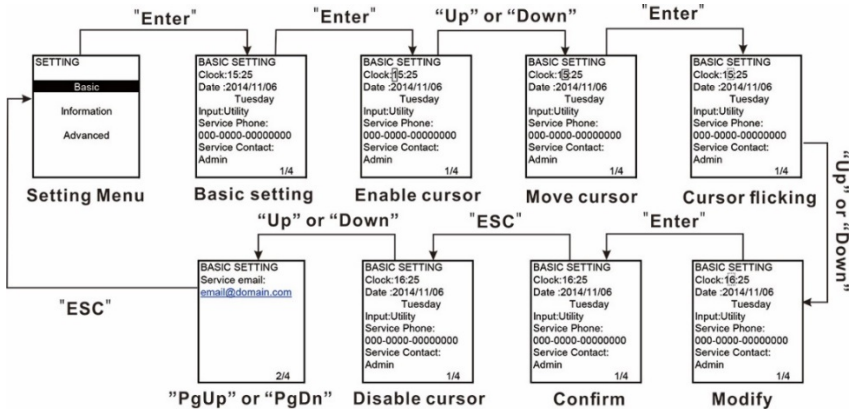 "Enter"
"Enter"
“Up” or “Down”
"Enter"
SETTING
Basic
Information
Advanced
BASIC SETTING
Clock:15:25
Date :2014/11/06
Tuesday
Input:Utility
Service Phone:
000-0000-00000000
Service Contact:
Admin
1/4
BASIC SETTING
Clock:15:25
Date :2014/11/06
Tuesday
Input:Utility
Service Phone:
000-0000-00000000
Service Contact:
Admin
1/4
BASIC SETTING
Clock:15:25
Date :2014/11/06
Tuesday
Input:Utility
Service Phone:
000-0000-00000000
Service Contact:
Admin
1/4
BASIC SETTING
Clock:15:25
Date :2014/11/06
Tuesday
Input:Utility
Service Phone:
000-0000-00000000
Service Contact:
Admin
1/4
Setting Menu
Basic setting
Enable cursor
Move cursor
Cursor flicking
“Up” or “Down”
“Up” or “Down”
"ESC"
"Enter"
"ESC"
BASIC SETTING
Service email:
email@domain.com
2/4
BASIC SETTING
Clock:16:25
Date :2014/11/06
Tuesday
Input:Utility
Service Phone:
000-0000-00000000
Service Contact:
Admin
1/4
BASIC SETTING
Clock:16:25
Date :2014/11/06
Tuesday
Input:Utility
Service Phone:
000-0000-00000000
Service Contact:
Admin
1/4
BASIC SETTING
Clock:16:25
Date :2014/11/06
Tuesday
Input:Utility
Service Phone:
000-0000-00000000
Service Contact:
Admin
1/4
”PgUp” or “PgDn”
Disable cursor
Confirm
Modify